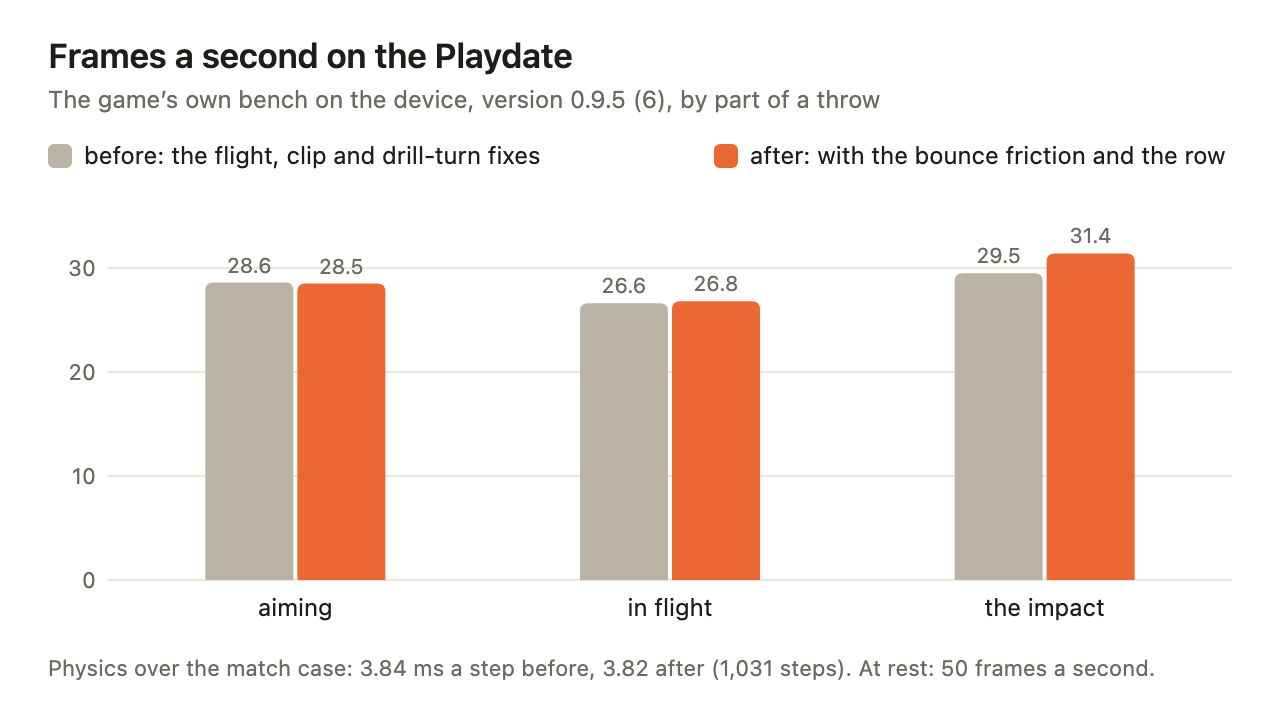 Frames a second on the Playdate
The game’s own bench on the device, version 0.9.5 (6), by part of a throw
before: the flight, clip and drill-turn fixes
after: with the bounce friction and the row
30
20
10
0
28.6
28.5
26.6
26.8
29.5
31.4
aiming
in flight
the impact
Physics over the match case: 3.84 ms a step before, 3.82 after (1,031 steps). At rest: 50 frames a second.